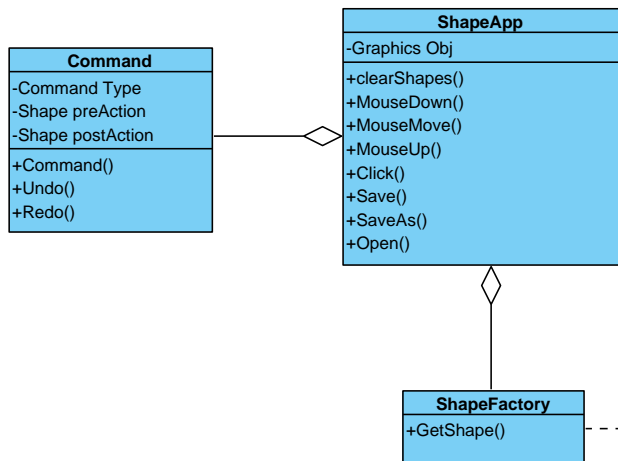 Command
-Command Type
-Shape preAction
-Shape postAction
+Command()
+Undo()
+Redo()
ShapeApp
-Graphics Obj
+clearShapes()
+MouseDown()
+MouseMove()
+MouseUp()
+Click()
+Save()
+SaveAs()
+Open()
ShapeFactory
+GetShape()